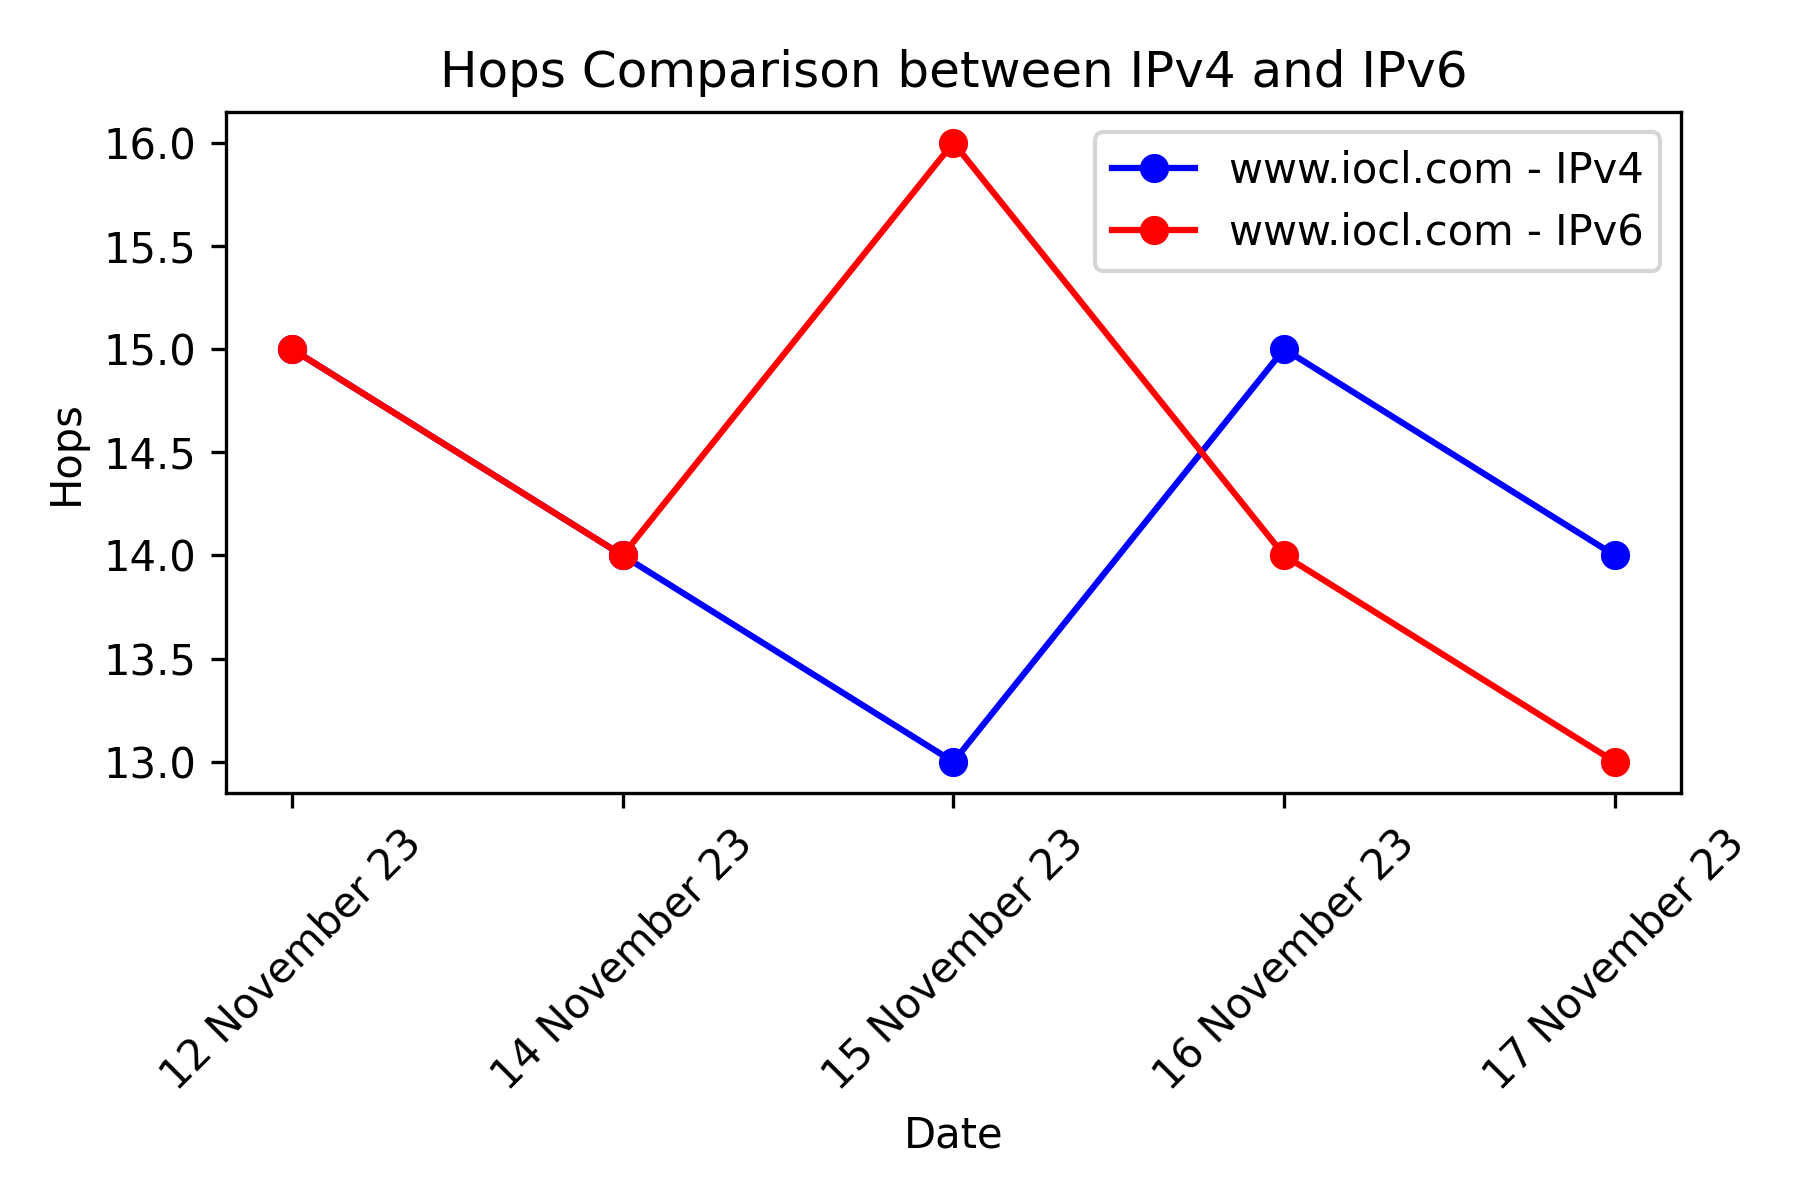 Hops Comparison between IPv4 and IPv6
www.iocl.com - IPv4
www.iocl.com - IPv6
Hops
16.0
15.5
15.0
14.5
14.0
13.5
13.0
12 November 23
14 November 23
15 November 23
16 November 23
17 November 23
Date